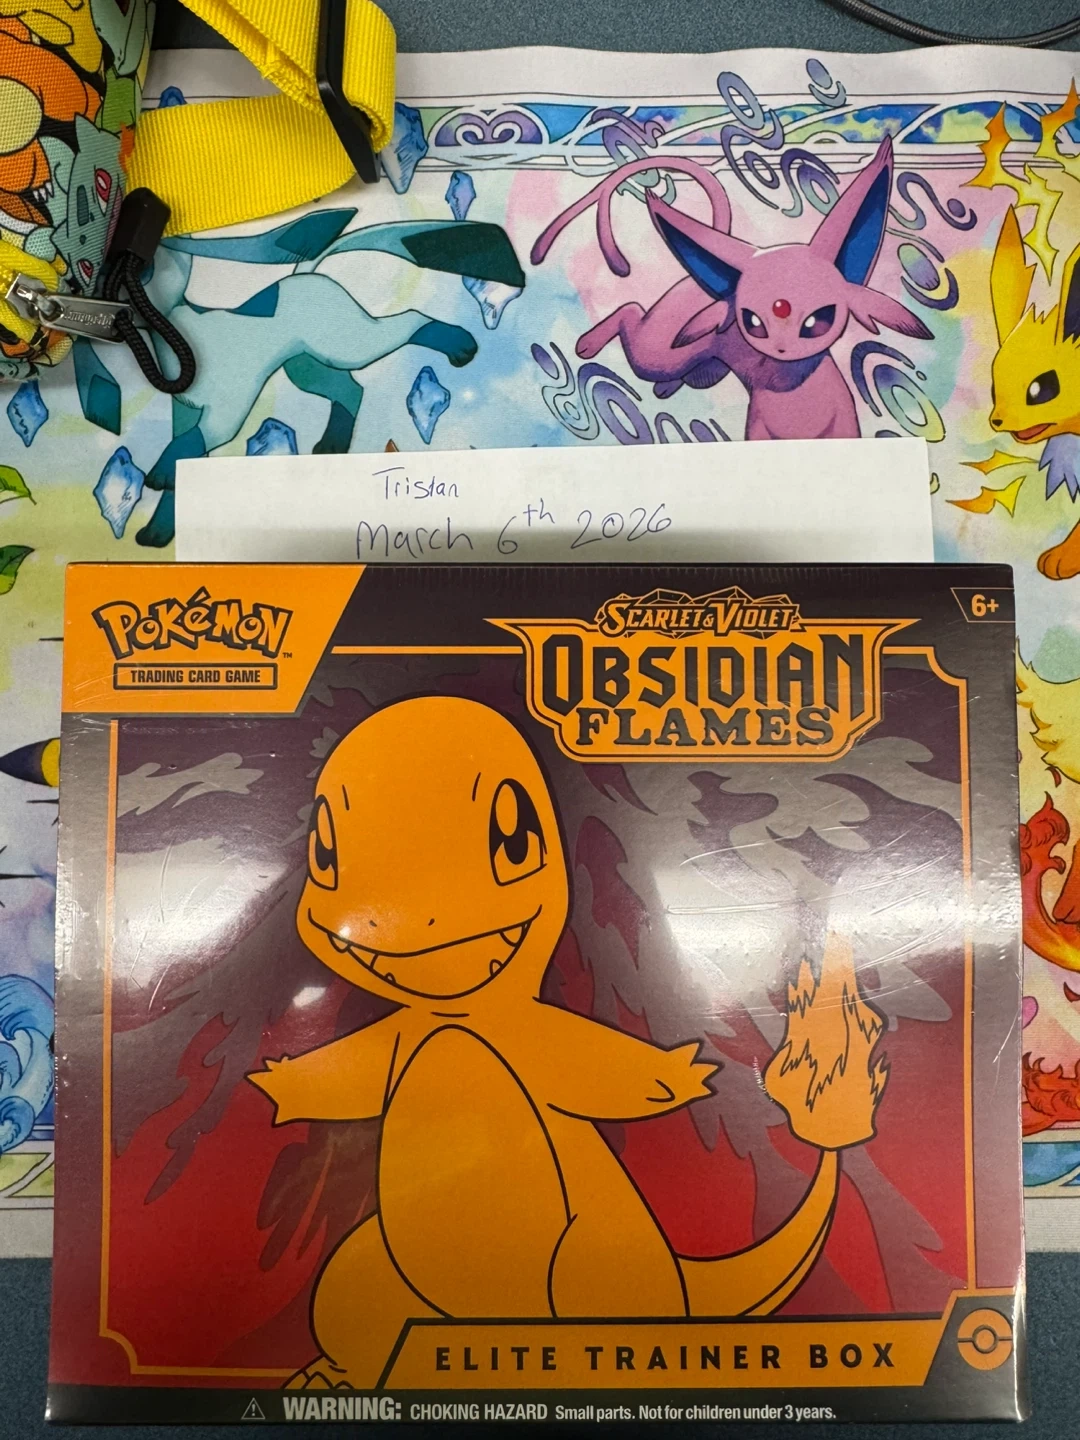 Tristan
March 6th 2026
POKéMON™
TRADING CARD GAME
SCARLET & VIOLET
OBSIDIAN
FLAMES
6+
ELITE TRAINER BOX
WARNING: CHOKING HAZARD Small parts. Not for children under 3 years.